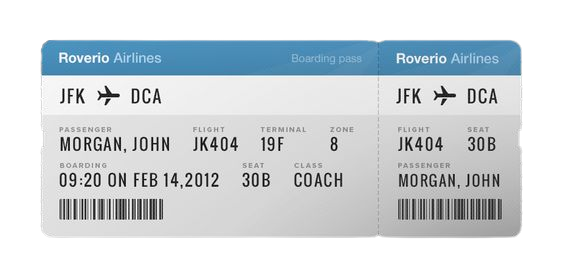 Roverio Airlines Boarding pass
JFK DCA
PASSENGER FLIGHT TERMINAL ZONE
MORGAN, JOHN JK404 19F 8
BOARDING SEAT CLASS
09:20 ON FEB 14,2012 30B COACH
Roverio Airlines
JFK DCA
FLIGHT SEAT
JK404 30B
PASSENGER
MORGAN, JOHN